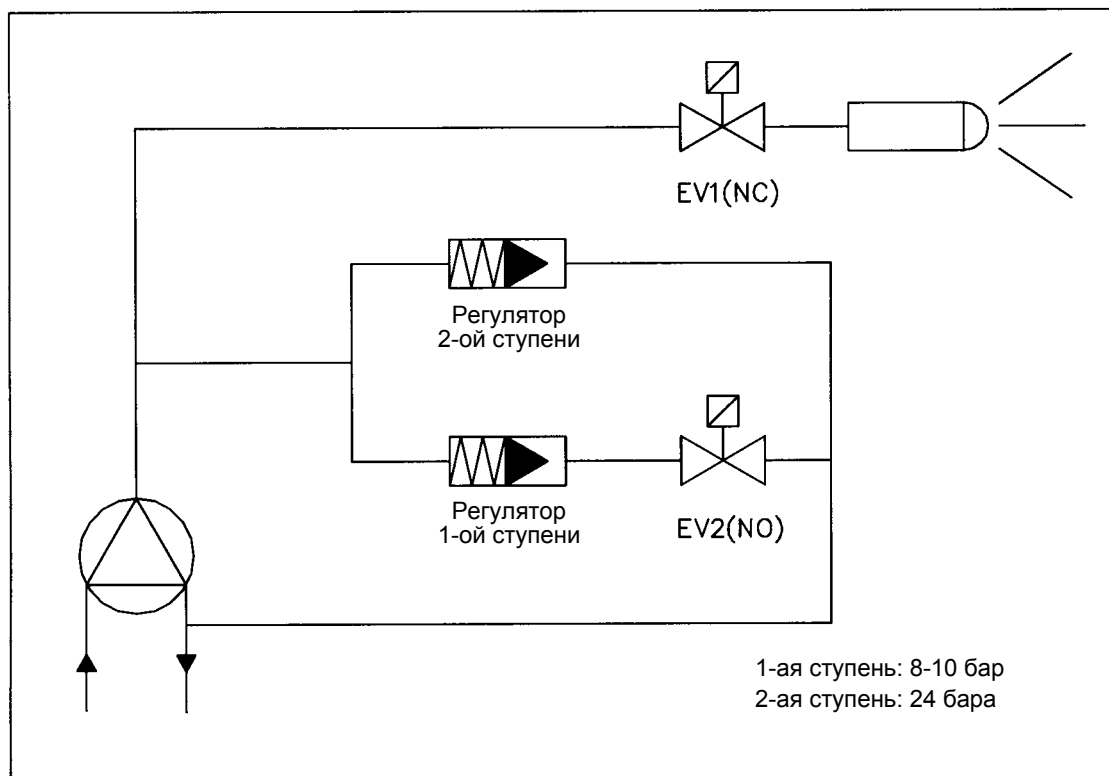 EV1(NC)
Регулятор
2-ой ступени
Регулятор
1-ой ступени
EV2(NO)
1-ая ступень: 8-10 бар
2-ая ступень: 24 бара